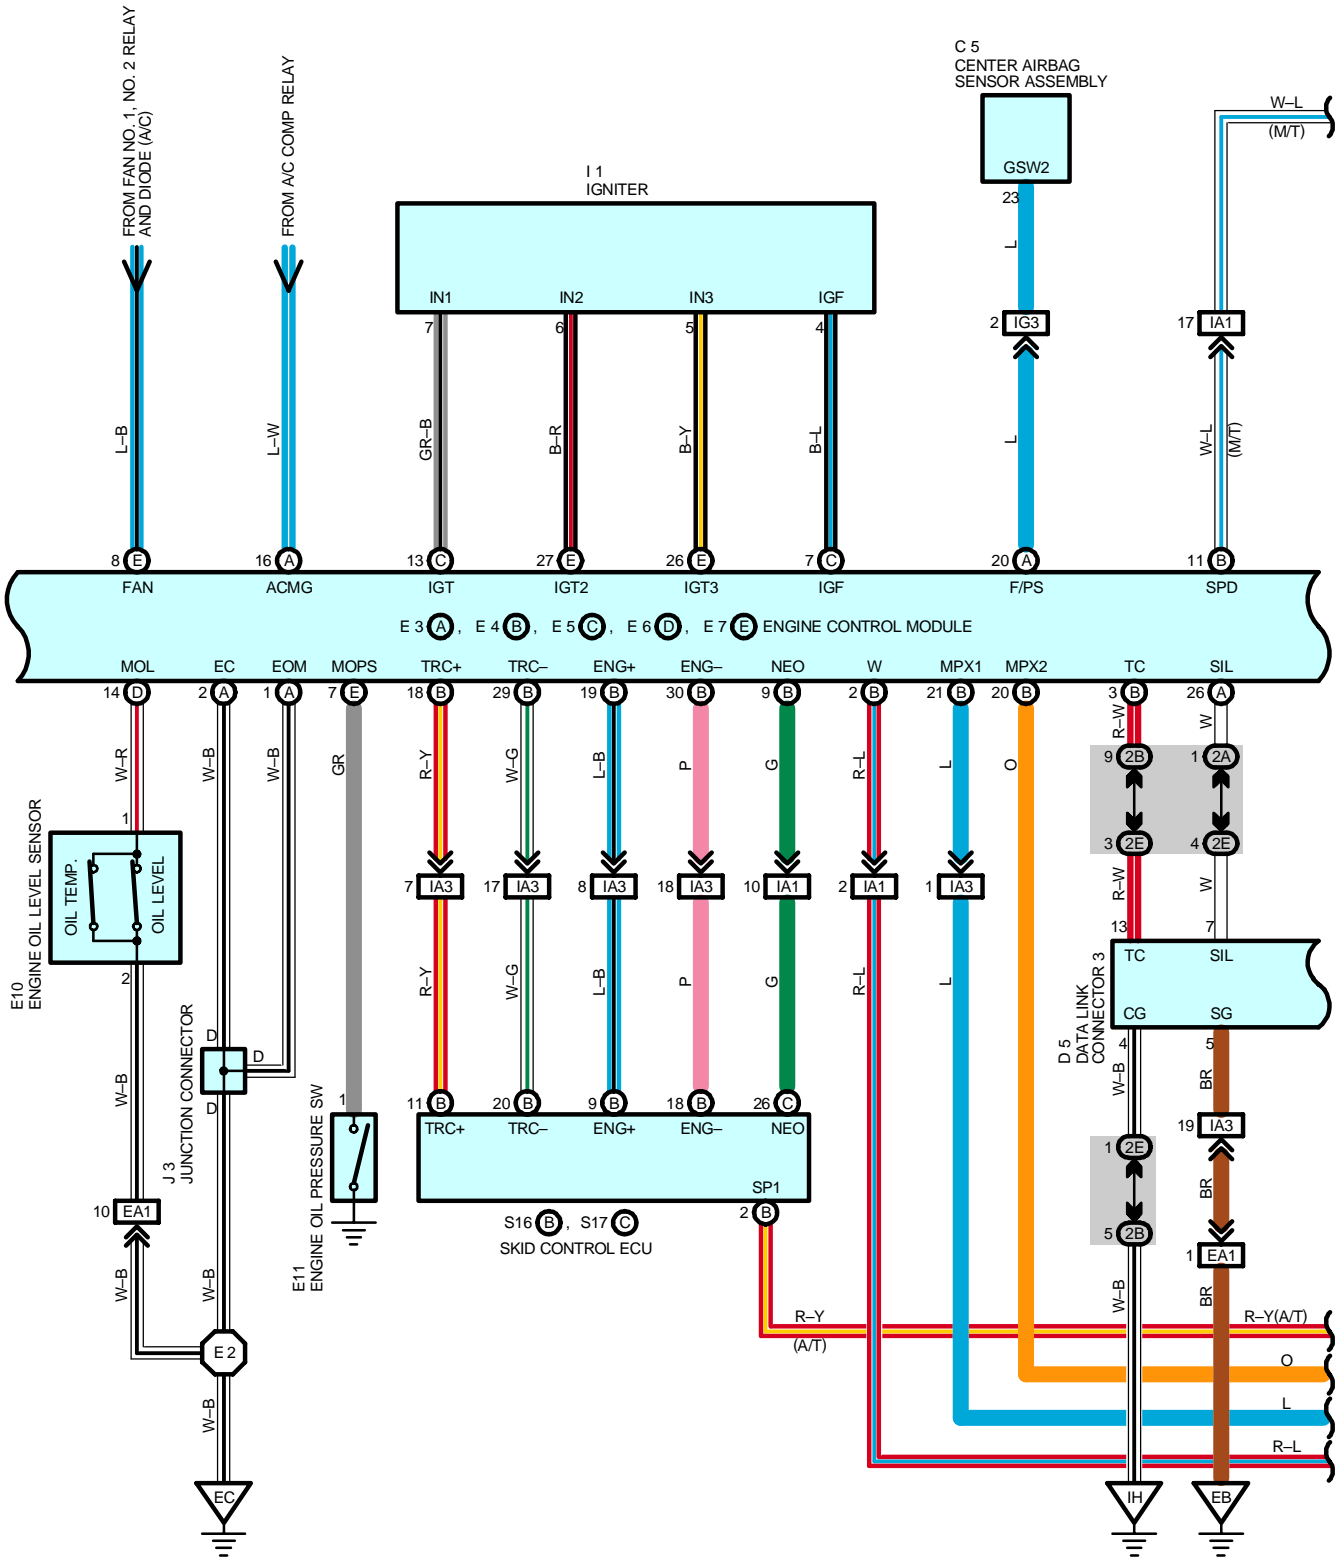 FROM FAN NO. 1, NO. 2 RELAY
AND DIODE (A/C)
FROM A/C COMP RELAY
C 5
CENTER AIRBAG
SENSOR ASSEMBLY
GSW2
23
W–L
(M/T)
I 1
IGNITER
IN1
IN2
IN3
IGF
7
6
5
4
L
2
IG3
17
IA1
L–B
L–W
GR–B
B–R
B–Y
B–L
L
W–L
(M/T)
8 E
16 A
13 C
27 E
26 E
7 C
20 A
11 B
FAN
ACMG
IGT
IGT2
IGT3
IGF
F/PS
SPD
E 3 A , E 4 B , E 5 C , E 6 D , E 7 E ENGINE CONTROL MODULE
MOL
EC
EOM
MOPS
TRC+
TRC–
ENG+
ENG–
NEO
W
MPX1
MPX2
TC
SIL
14 D
2 A
1 A
7 E
18 B
29 B
19 B
30 B
9 B
2 B
21 B
20 B
3 B
26 A
W–R
W–B
W–B
GR
R–Y
W–G
L–B
P
G
R–L
L
O
R–W
W
9 2B
1 2A
3 2E
4 2E
1
OIL TEMP.
OIL LEVEL
2
E10
ENGINE OIL LEVEL SENSOR
7 IA3
17 IA3
8 IA3
18 IA3
10 IA1
2 IA1
1 IA3
R–W
W
13
7
TC
SIL
CG
SG
4
5
D 5
DATA LINK
CONNECTOR 3
R–Y
W–G
L–B
P
G
R–L
L
D
D
D
J 3
JUNCTION CONNECTOR
W–B
W–B
BR
1
E11
ENGINE OIL PRESSURE SW
11 B
20 B
9 B
18 B
26 C
TRC+
TRC–
ENG+
ENG–
NEO
SP1
2 B
S16 B , S17 C
SKID CONTROL ECU
19 IA3
1 2E
5 2B
BR
1 EA1
10 EA1
W–B
W–B
W–B
BR
R–Y
(A/T)
R–Y(A/T)
E 2
O
L
R–L
W–B
EC
IH
EB